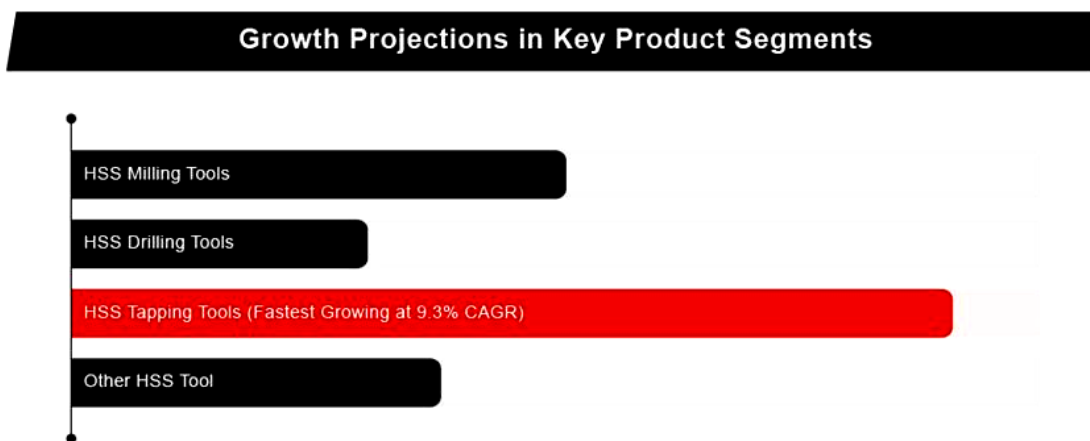 Growth Projections in Key Product Segments
HSS Milling Tools
HSS Drilling Tools
HSS Tapping Tools (Fastest Growing at 9.3% CAGR)
Other HSS Tool